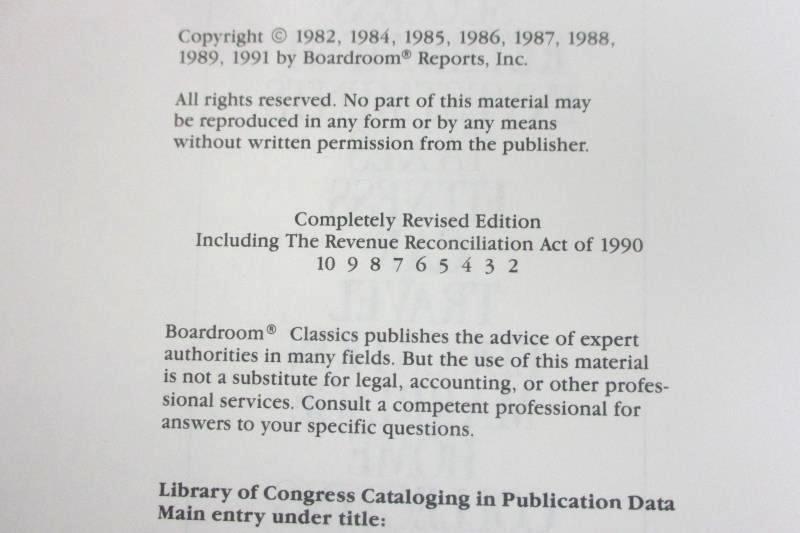 Copyright © 1982, 1984, 1985, 1986, 1987, 1988,
1989, 1991 by Boardroom® Reports, Inc.
All rights reserved. No part of this material may
be reproduced in any form or by any means
without written permission from the publisher.
Completely Revised Edition
Including The Revenue Reconciliation Act of 1990
10 9 8 7 6 5 4 3 2
Boardroom® Classics publishes the advice of expert
authorities in many fields. But the use of this material
is not a substitute for legal, accounting, or other profes-
sional services. Consult a competent professional for
answers to your specific questions.
Library of Congress Cataloging in Publication Data
Main entry under title: